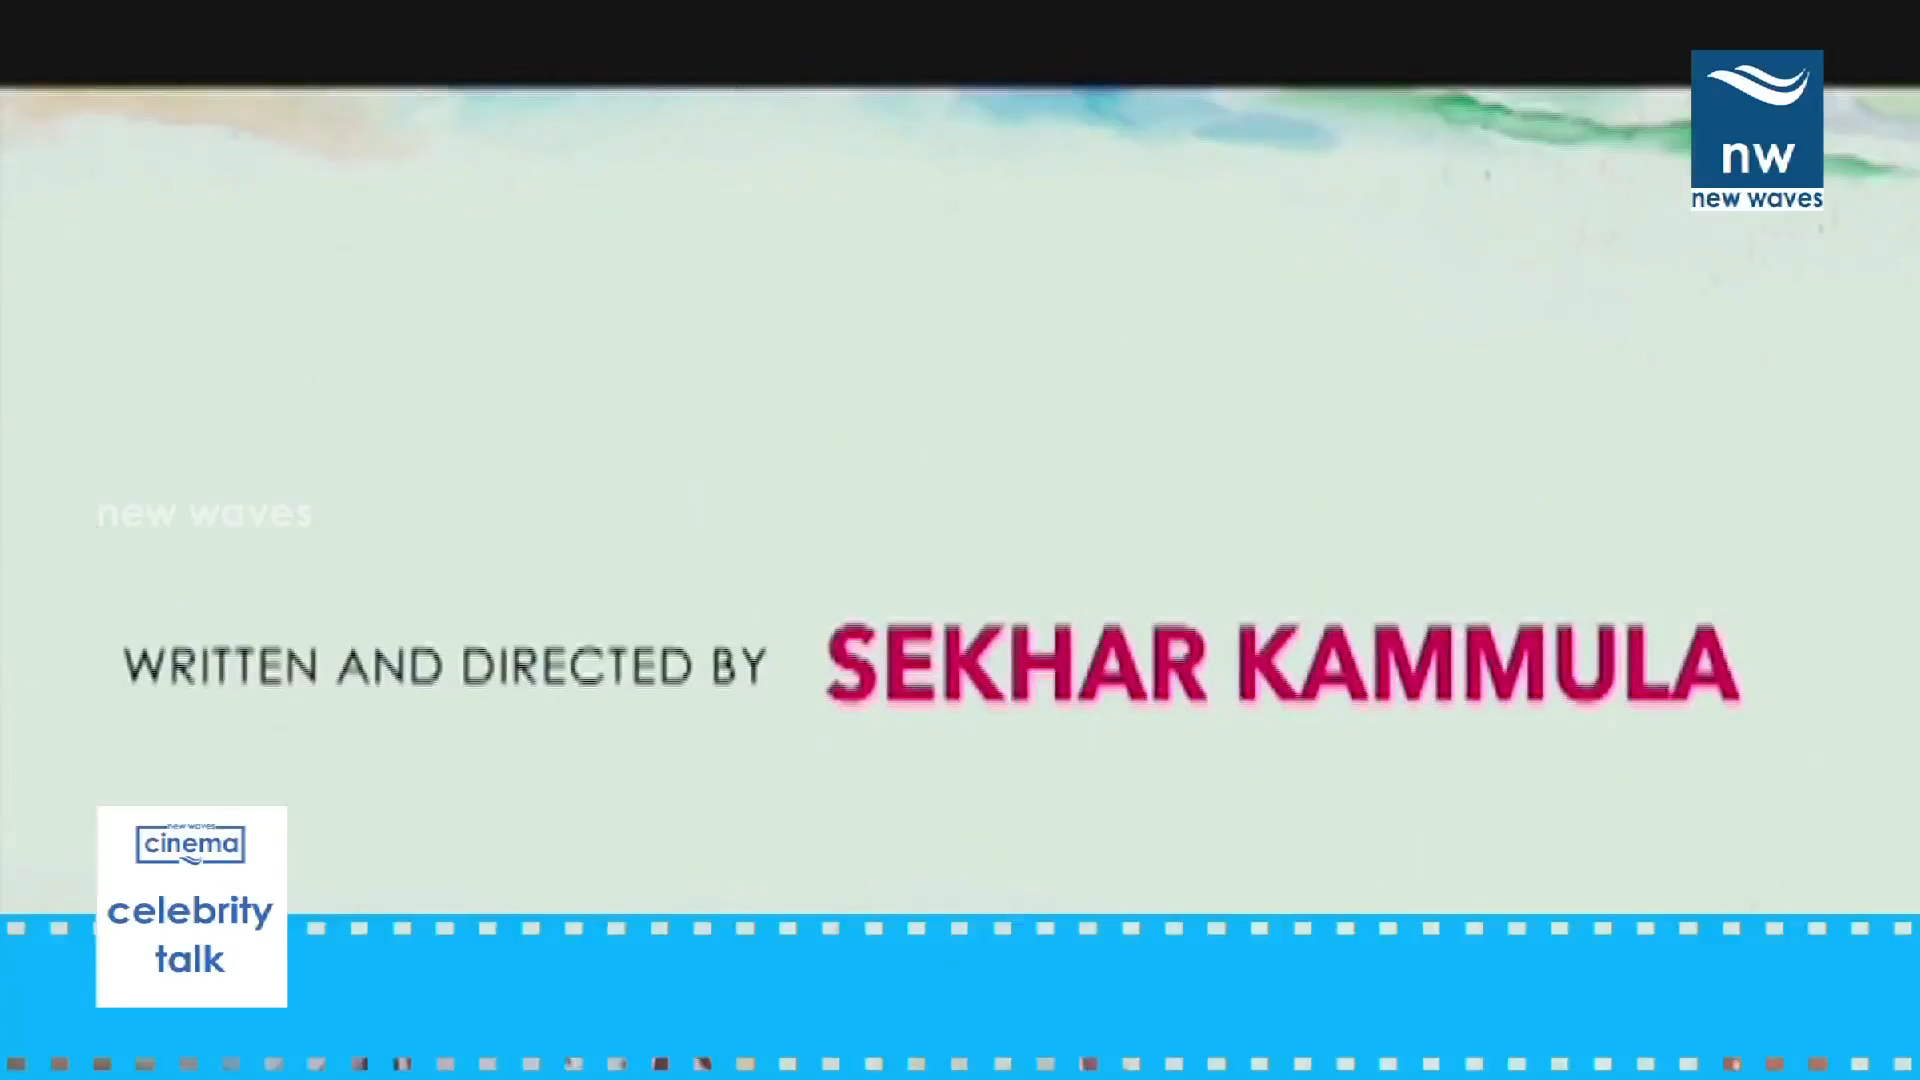 nw
new waves
new waves
WRITTEN AND DIRECTED BY SEKHAR KAMMULA
new waves
cinema
celebrity
talk